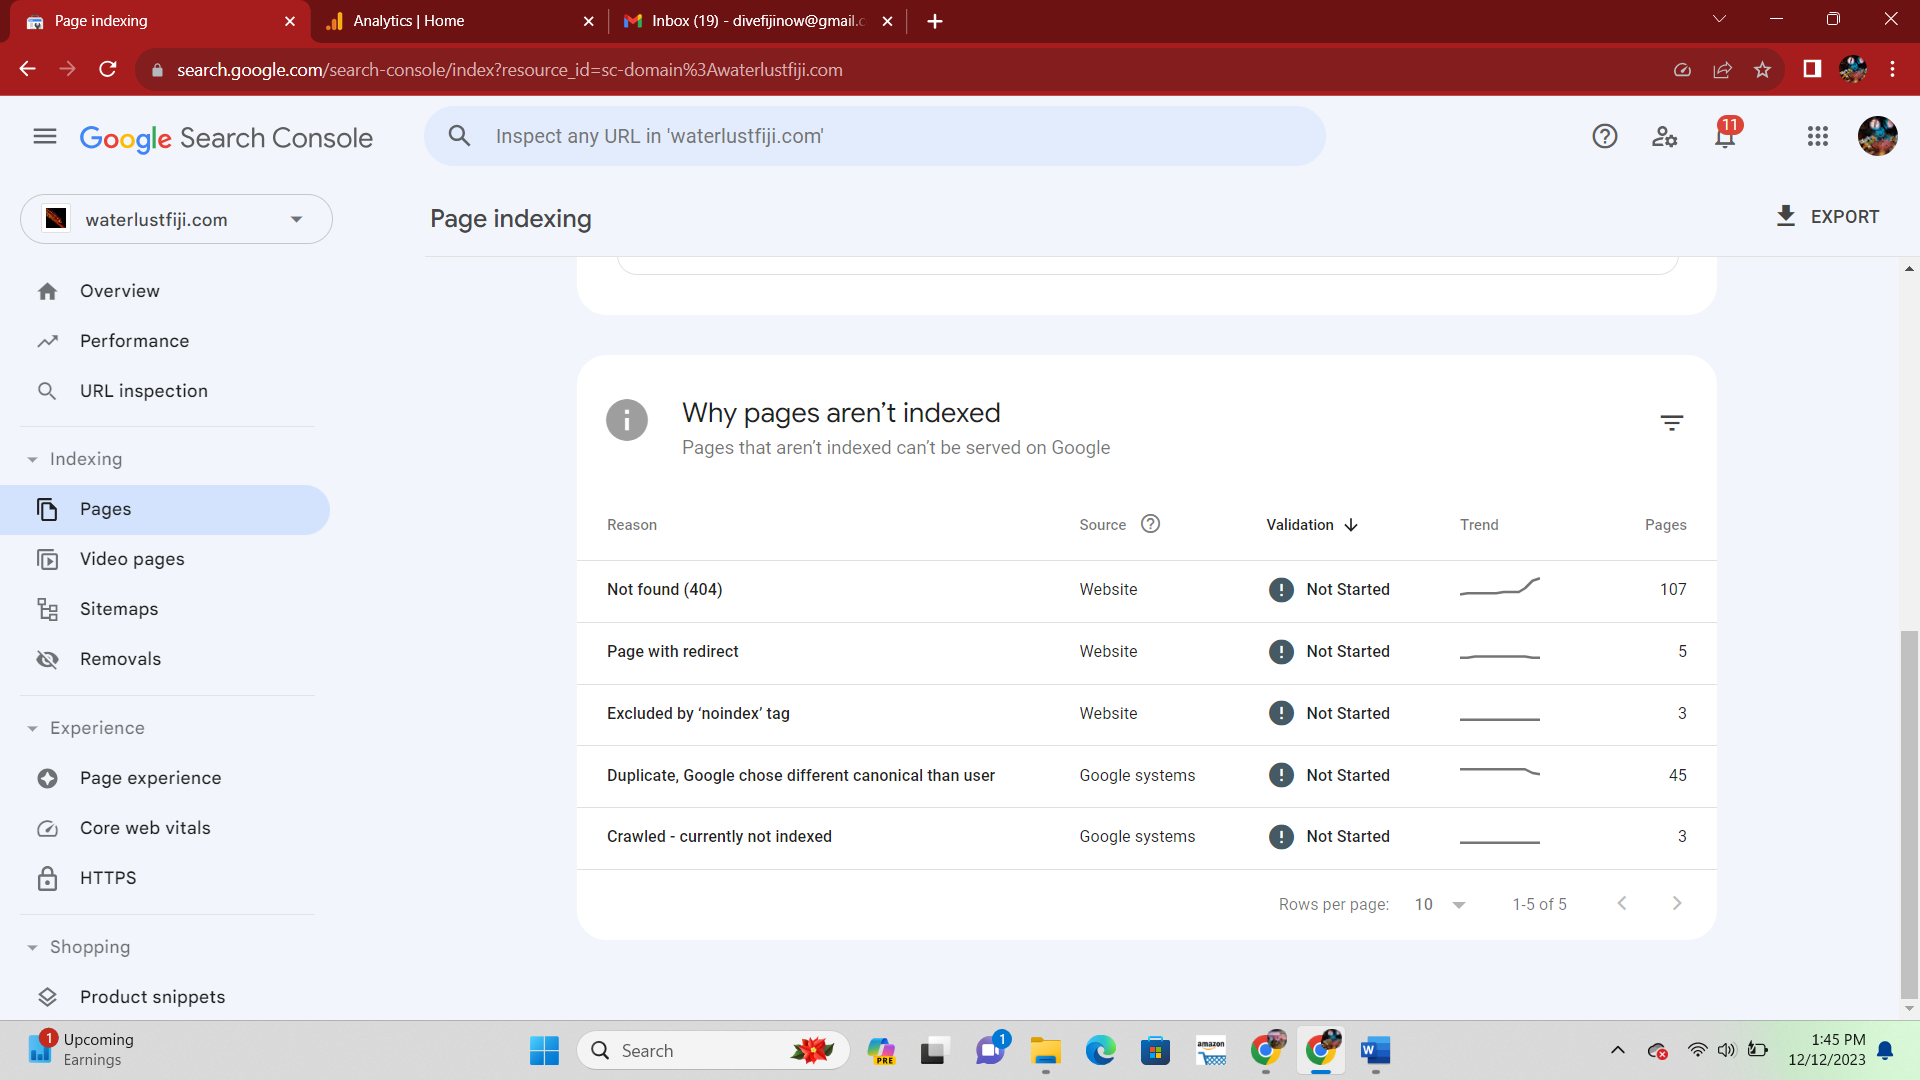 Page indexing
Analytics | Home
Inbox (19) - divefijinow@gmail.c
search.google.com/search-console/index?resource_id=sc-domain%3Awaterlustfiji.com
Google Search Console
Inspect any URL in 'waterlustfiji.com'
11
waterlustfiji.com
Page indexing
EXPORT
Overview
Performance
URL inspection
Indexing
Pages
Video pages
Sitemaps
Removals
Experience
Page experience
Core web vitals
HTTPS
Shopping
Product snippets
Why pages aren’t indexed
Pages that aren’t indexed can’t be served on Google
Reason Source Validation Trend Pages
Not found (404) Website Not Started 107
Page with redirect Website Not Started 5
Excluded by ‘noindex’ tag Website Not Started 3
Duplicate, Google chose different canonical than user Google systems Not Started 45
Crawled - currently not indexed Google systems Not Started 3
Rows per page: 10 1-5 of 5
1
Upcoming
Earnings
Search
PRE
1
amazon
W
1:45 PM
12/12/2023